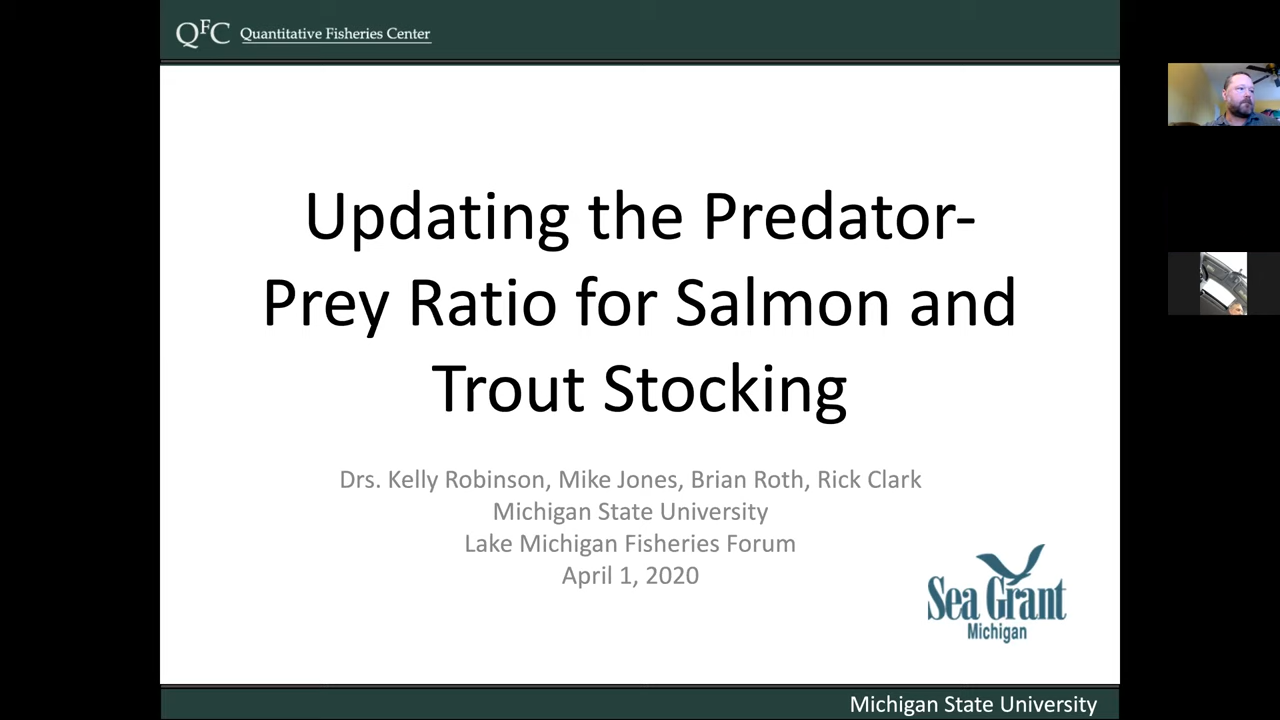 QFC Quantitative Fisheries Center
Updating the Predator-
Prey Ratio for Salmon and
Trout Stocking
Drs. Kelly Robinson, Mike Jones, Brian Roth, Rick Clark
Michigan State University
Lake Michigan Fisheries Forum
April 1, 2020
Sea Grant
Michigan
Michigan State University